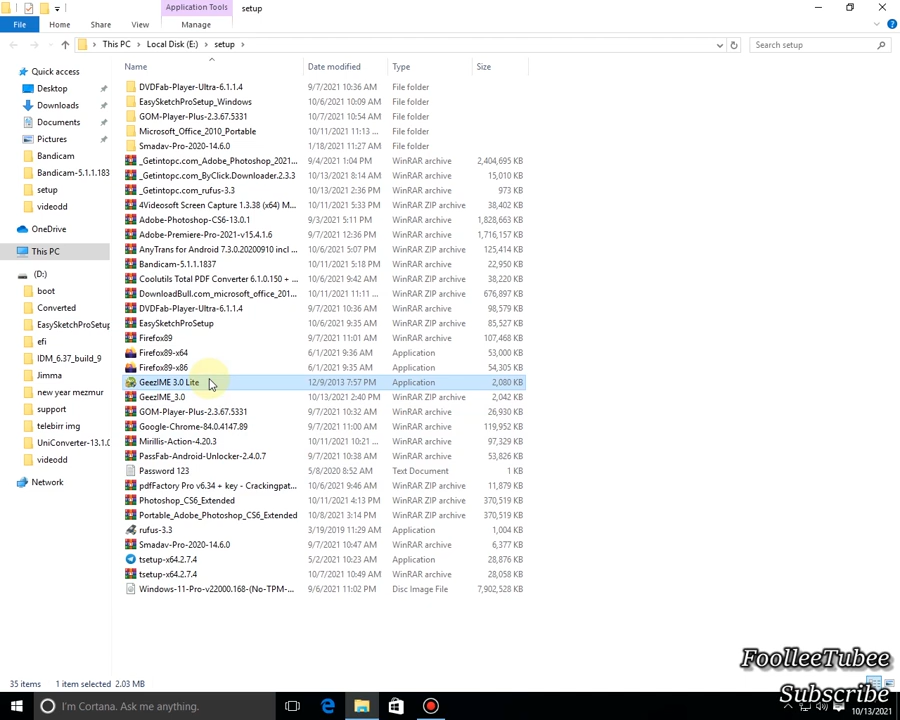 Application Tools setup
File Home Share View Manage
This PC Local Disk (E:) setup Search setup
Name Date modified Type Size
Quick access
Desktop
Downloads
Documents
Pictures
Bandicam
Bandicam-5.1.1.183
setup
videodd
OneDrive
This PC
(D:)
boot
Converted
EasySketchProSetup
efi
IDM_6.37_build_9
Jimma
new year mezmur
support
telebirr img
UniConverter-13.1.0
videodd
Network
DVDFab-Player-Ultra-6.1.1.4 9/7/2021 10:36 AM File folder
EasySketchProSetup_Windows 10/6/2021 10:09 AM File folder
GOM-Player-Plus-2.3.67.5331 10/7/2021 10:54 AM File folder
Microsoft_Office_2010_Portable 10/11/2021 11:13 ... File folder
Smadav-Pro-2020-14.6.0 1/18/2021 11:27 AM File folder
_Getintopc.com_Adobe_Photoshop_2021... 9/4/2021 1:04 PM WinRAR archive 2,404,695 KB
_Getintopc.com_ByClick.Downloader.2.3.3 10/13/2021 8:14 AM WinRAR archive 15,010 KB
_Getintopc.com_rufus-3.3 10/13/2021 2:36 PM WinRAR archive 973 KB
4Videosoft Screen Capture 1.3.38 (x64) M... 10/11/2021 5:33 PM WinRAR ZIP archive 38,402 KB
Adobe-Photoshop-CS6-13.0.1 9/3/2021 5:11 PM WinRAR archive 1,828,663 KB
Adobe-Premiere-Pro-2021-v15.4.1.6 9/7/2021 12:36 PM WinRAR archive 1,716,157 KB
AnyTrans for Android 7.3.0.20200910 incl ... 10/6/2021 5:07 PM WinRAR ZIP archive 125,414 KB
Bandicam-5.1.1.1837 10/11/2021 5:18 PM WinRAR archive 22,950 KB
Coolutils Total PDF Converter 6.1.0.150 + ... 10/6/2021 9:42 AM WinRAR ZIP archive 38,220 KB
DownloadBull.com_microsoft_office_201... 10/11/2021 11:11 ... WinRAR ZIP archive 676,897 KB
DVDFab-Player-Ultra-6.1.1.4 9/7/2021 10:36 AM WinRAR archive 98,579 KB
EasySketchProSetup 10/6/2021 9:35 AM WinRAR ZIP archive 85,527 KB
Firefox89 9/7/2021 11:01 AM WinRAR archive 107,468 KB
Firefox89-x64 6/1/2021 9:36 AM Application 53,000 KB
Firefox89-x86 6/1/2021 9:35 AM Application 54,305 KB
GeezIME 3.0 Lite 12/9/2013 7:57 PM Application 2,080 KB
GeezIME_3.0 10/13/2021 2:40 PM WinRAR ZIP archive 2,042 KB
GOM-Player-Plus-2.3.67.5331 9/7/2021 10:32 AM WinRAR archive 26,930 KB
Google-Chrome-84.0.4147.89 9/7/2021 11:00 AM WinRAR archive 119,952 KB
Mirillis-Action-4.20.3 10/11/2021 10:21 ... WinRAR archive 97,329 KB
PassFab-Android-Unlocker-2.4.0.7 9/7/2021 10:38 AM WinRAR archive 53,826 KB
Password 123 5/8/2020 8:52 AM Text Document 1 KB
pdfFactory Pro v6.34 + key - Crackingpat... 10/6/2021 9:46 AM WinRAR ZIP archive 11,879 KB
Photoshop_CS6_Extended 10/11/2021 4:13 PM WinRAR ZIP archive 370,519 KB
Portable_Adobe_Photoshop_CS6_Extended 10/8/2021 3:14 PM WinRAR ZIP archive 370,519 KB
rufus-3.3 3/19/2019 11:29 AM Application 1,004 KB
Smadav-Pro-2020-14.6.0 9/7/2021 10:47 AM WinRAR archive 6,377 KB
tsetup-x64.2.7.4 5/2/2021 10:23 AM Application 28,876 KB
tsetup-x64.2.7.4 10/7/2021 10:49 AM WinRAR archive 28,058 KB
Windows-11-Pro-v22000.168-(No-TPM-... 9/6/2021 11:02 PM Disc Image File 7,902,528 KB
35 items 1 item selected 2.03 MB
FoolleeTubee
Subscribe
I'm Cortana. Ask me anything.
10/13/2021